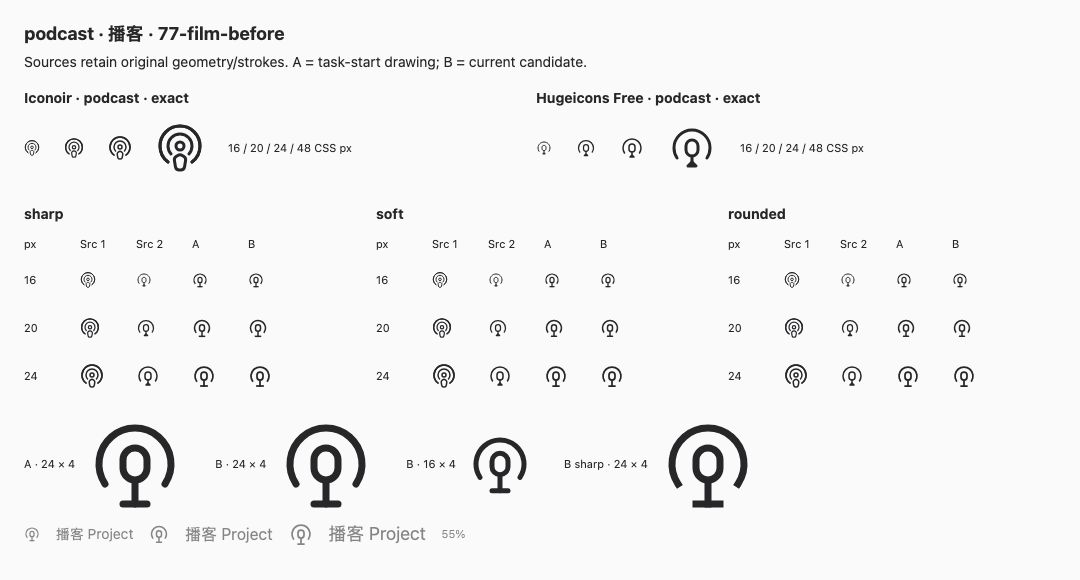 podcast · 播客 · 77-film-before
Sources retain original geometry/strokes. A = task-start drawing; B = current candidate.
Iconoir · podcast · exact
Hugeicons Free · podcast · exact
16 / 20 / 24 / 48 CSS px
16 / 20 / 24 / 48 CSS px
sharp
soft
rounded
px Src 1 Src 2 A B
px Src 1 Src 2 A B
px Src 1 Src 2 A B
16
16
16
20
20
20
24
24
24
A · 24 × 4
B · 24 × 4
B · 16 × 4
B sharp · 24 × 4
播客 Project
播客 Project
播客 Project
55%